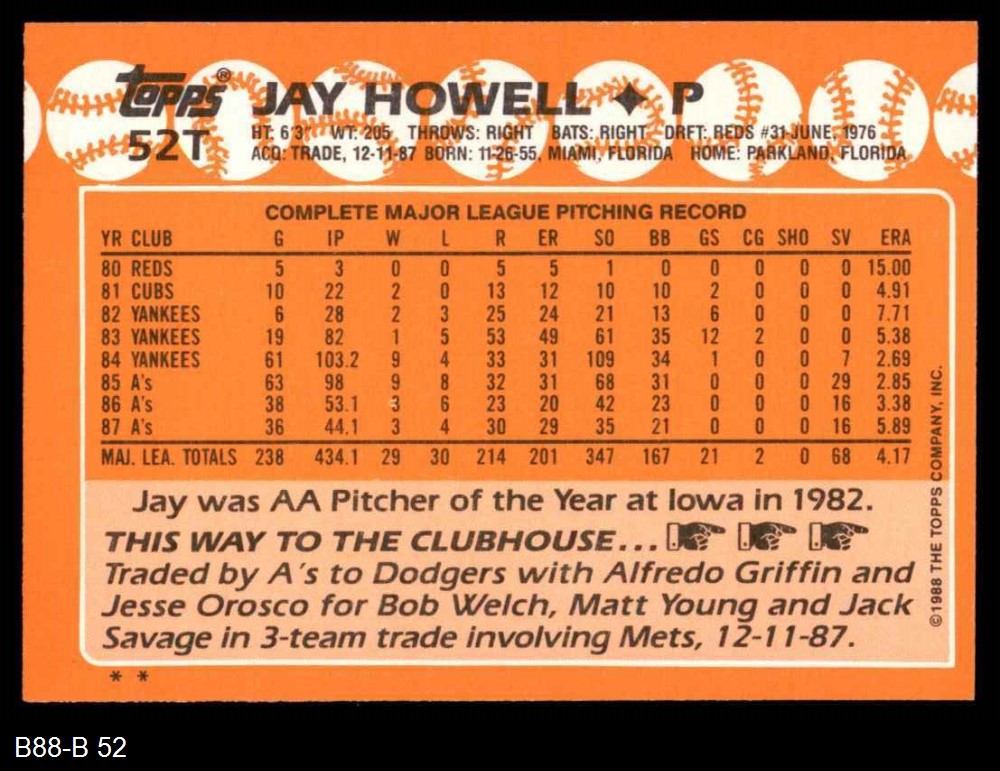 topps® JAY HOWELL ✦ P
52T
HT: 6'3" WT: 205 THROWS: RIGHT BATS: RIGHT DRFT: REDS #31-JUNE, 1976
ACQ: TRADE, 12-11-87 BORN: 11-26-55, MIAMI, FLORIDA HOME: PARKLAND, FLORIDA
COMPLETE MAJOR LEAGUE PITCHING RECORD
YR CLUB G IP W L R ER SO BB GS CG SHO SV ERA
80 REDS 5 3 0 0 5 5 1 0 0 0 0 0 15.00
81 CUBS 10 22 2 0 13 12 10 10 2 0 0 0 4.91
82 YANKEES 6 28 2 3 25 24 21 13 6 0 0 0 7.71
83 YANKEES 19 82 1 5 53 49 61 35 12 2 0 0 5.38
84 YANKEES 61 103.2 9 4 33 31 109 34 1 0 0 7 2.69
85 A's 63 98 9 8 32 31 68 31 0 0 0 29 2.85
86 A's 38 53.1 3 6 23 20 42 23 0 0 0 16 3.38
87 A's 36 44.1 3 4 30 29 35 21 0 0 0 16 5.89
MAJ. LEA. TOTALS 238 434.1 29 30 214 201 347 167 21 2 0 68 4.17
Jay was AA Pitcher of the Year at Iowa in 1982.
THIS WAY TO THE CLUBHOUSE...
Traded by A's to Dodgers with Alfredo Griffin and
Jesse Orosco for Bob Welch, Matt Young and Jack
Savage in 3-team trade involving Mets, 12-11-87.
* *
©1988 THE TOPPS COMPANY, INC.
B88-B 52